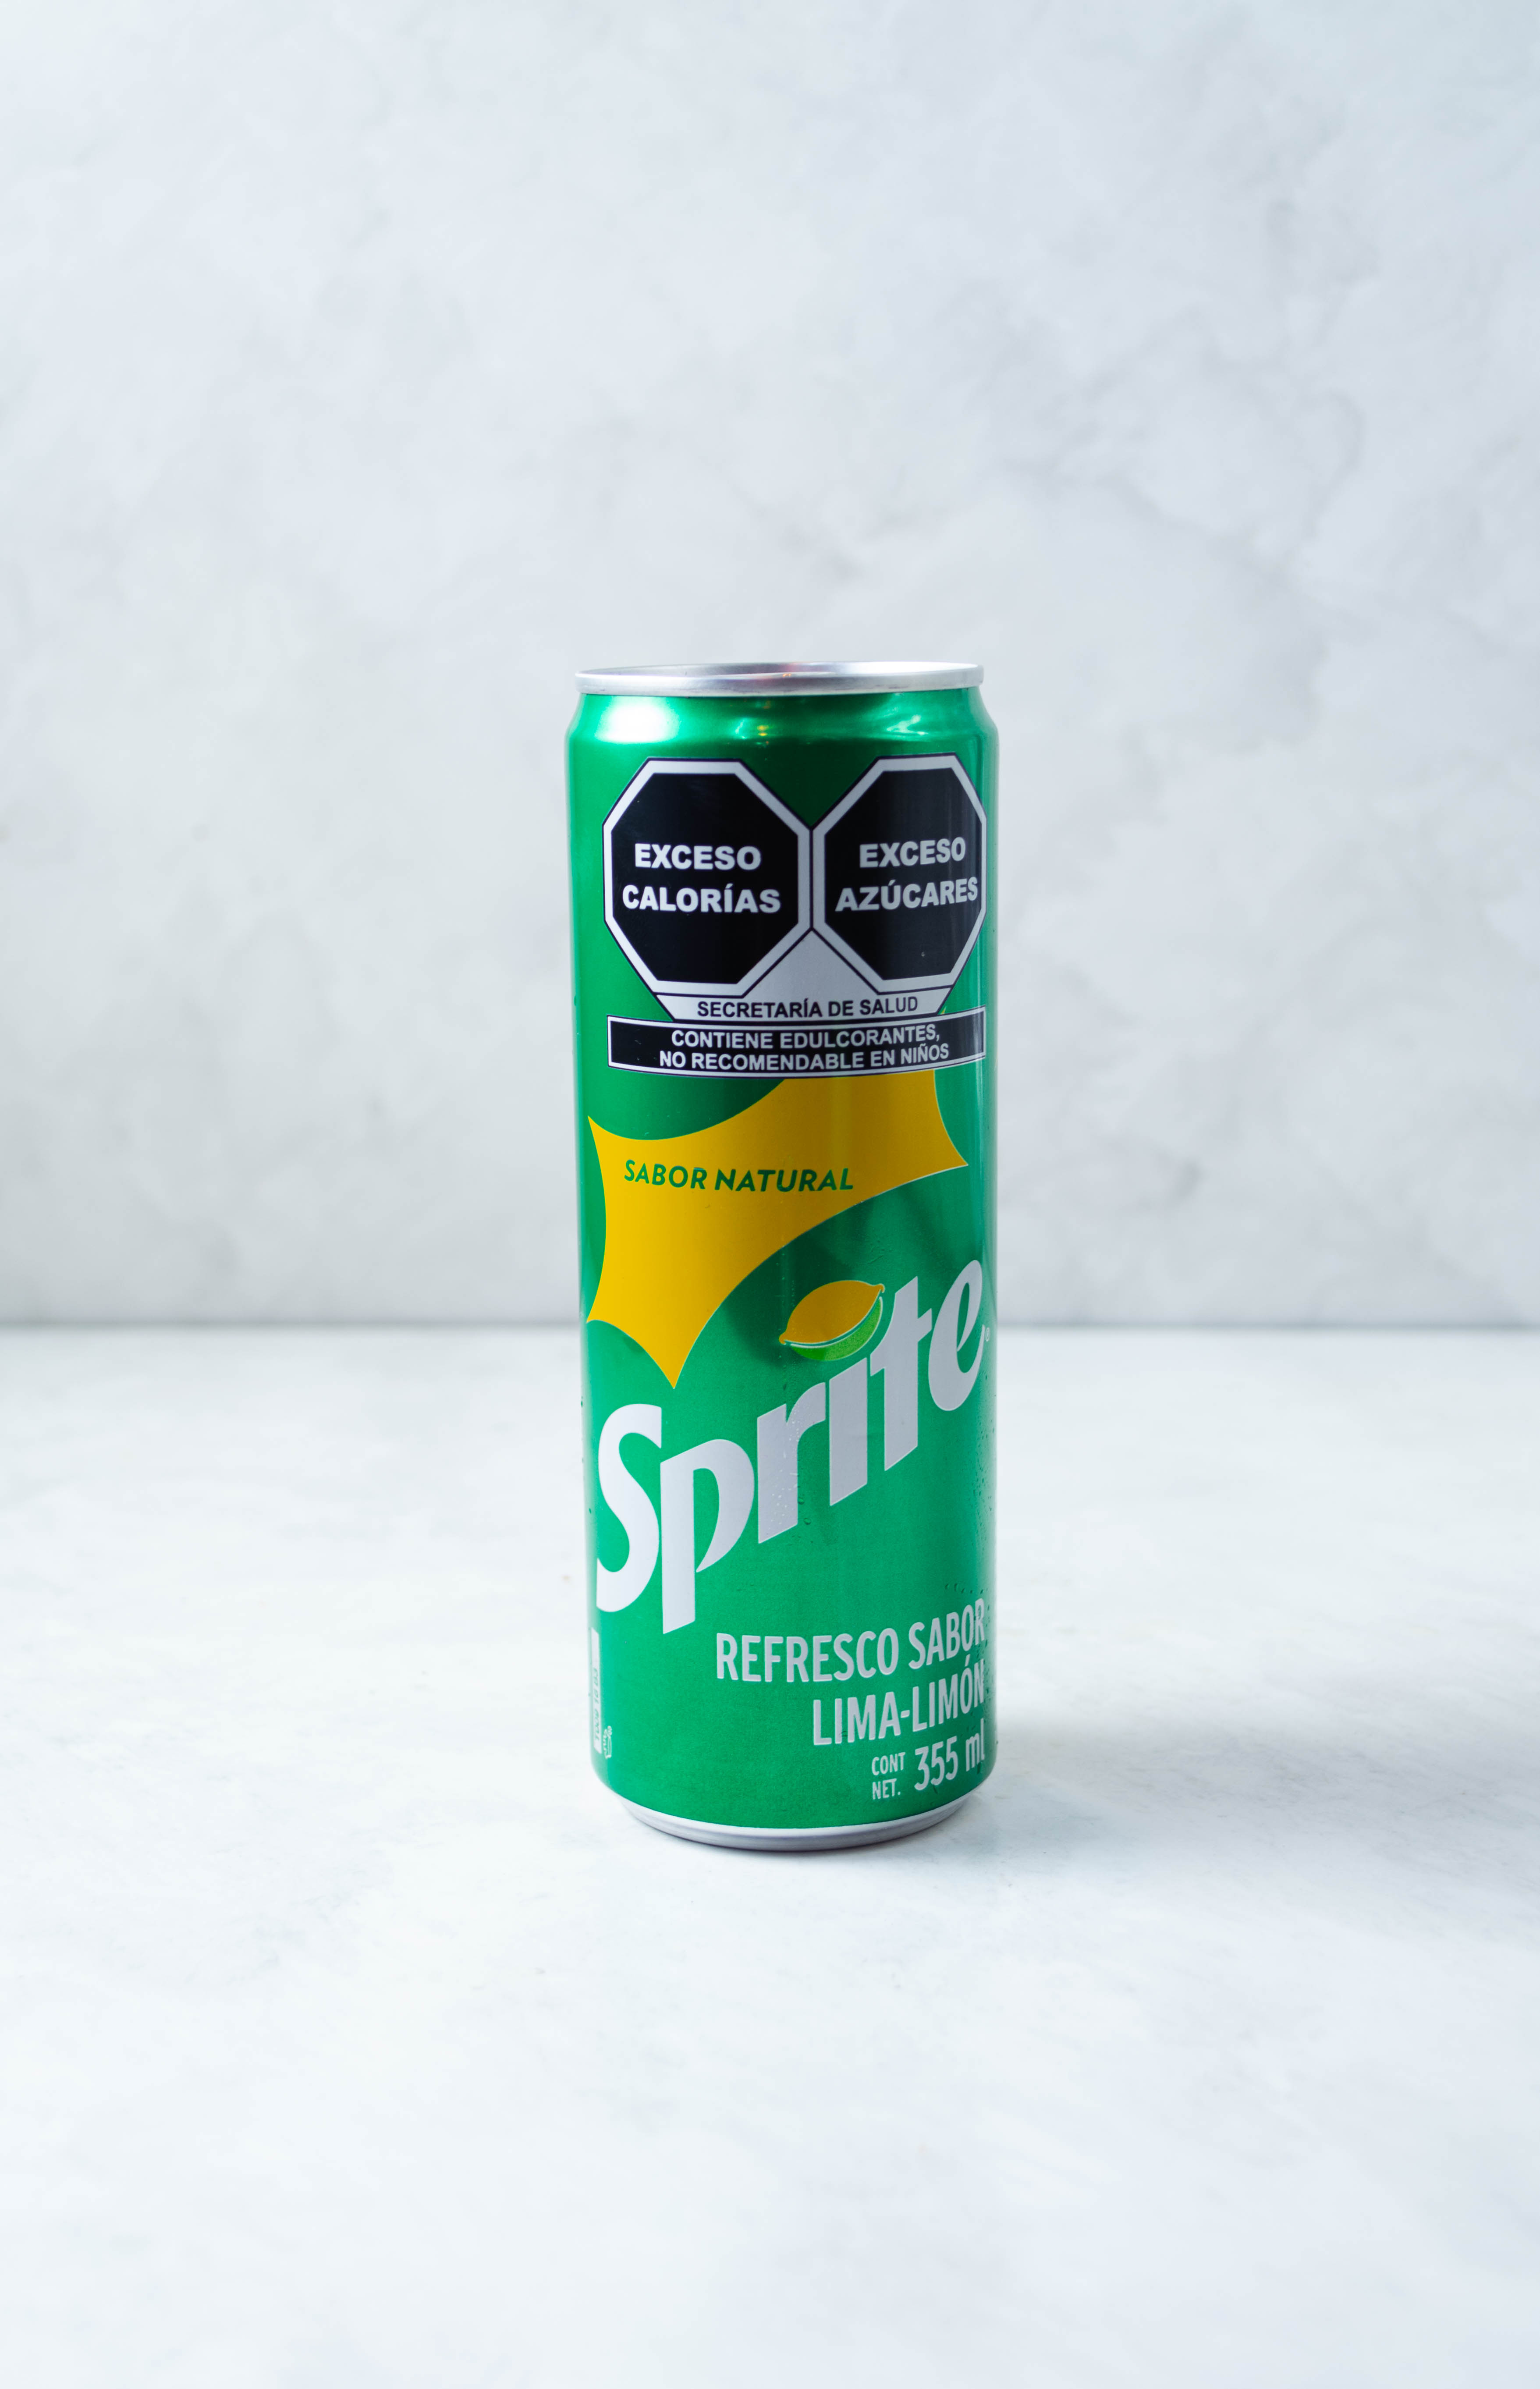 EXCESO
CALORÍAS
EXCESO
AZÚCARES
SECRETARÍA DE SALUD
CONTIENE EDULCORANTES,
NO RECOMENDABLE EN NIÑOS
SABOR NATURAL
Sprite
REFRESCO SABOR
LIMA-LIMÓN
CONT
NET. 355 ml